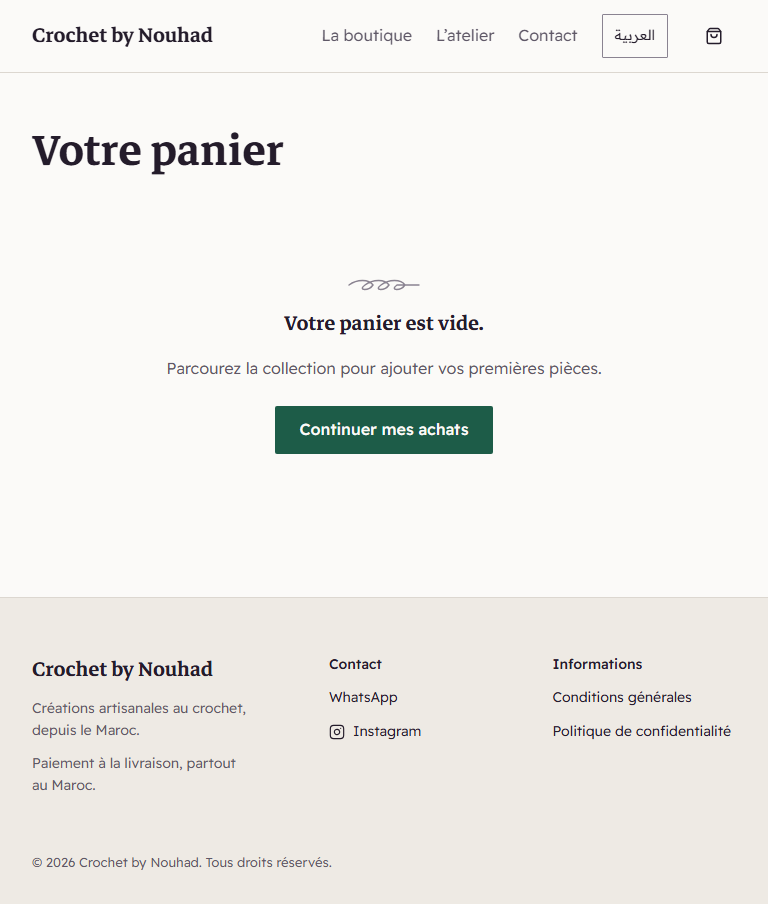 Crochet by Nouhad
La boutique
L’atelier
Contact
العربية
Votre panier
Votre panier est vide.
Parcourez la collection pour ajouter vos premières pièces.
Continuer mes achats
Crochet by Nouhad
Créations artisanales au crochet,
depuis le Maroc.
Paiement à la livraison, partout
au Maroc.
Contact
WhatsApp
Instagram
Informations
Conditions générales
Politique de confidentialité
© 2026 Crochet by Nouhad. Tous droits réservés.